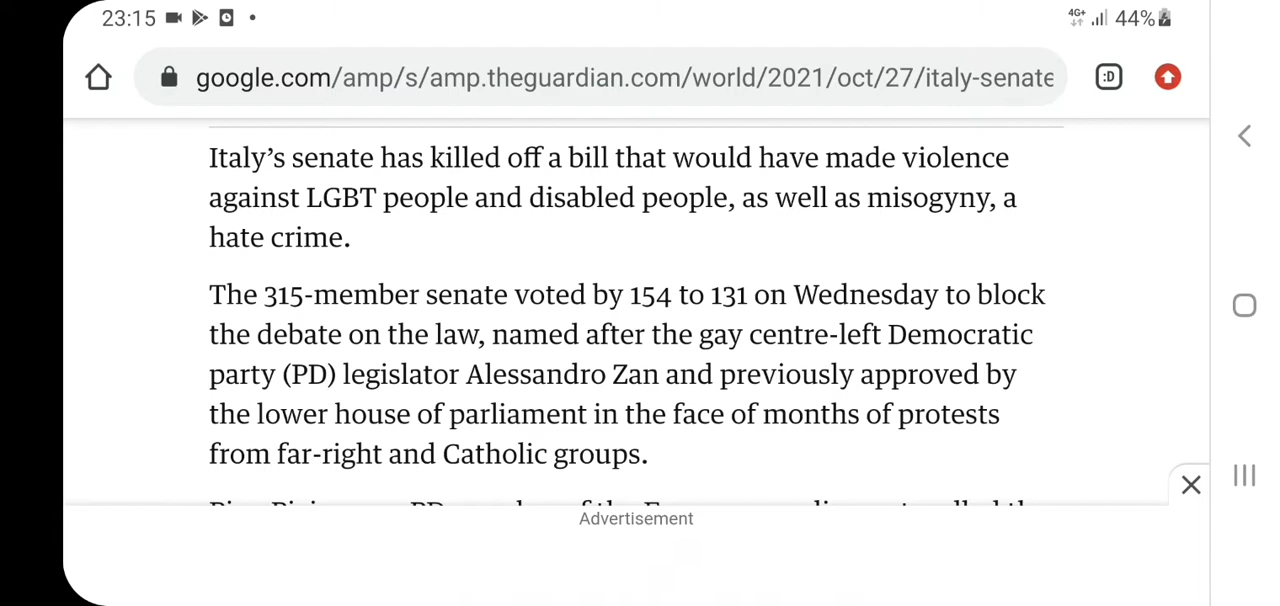 23:15
4G+ 44%
:D
google.com/amp/s/amp.theguardian.com/world/2021/oct/27/italy-senate
Italy’s senate has killed off a bill that would have made violence
against LGBT people and disabled people, as well as misogyny, a
hate crime.
The 315-member senate voted by 154 to 131 on Wednesday to block
the debate on the law, named after the gay centre-left Democratic
party (PD) legislator Alessandro Zan and previously approved by
the lower house of parliament in the face of months of protests
from far-right and Catholic groups.
Advertisement